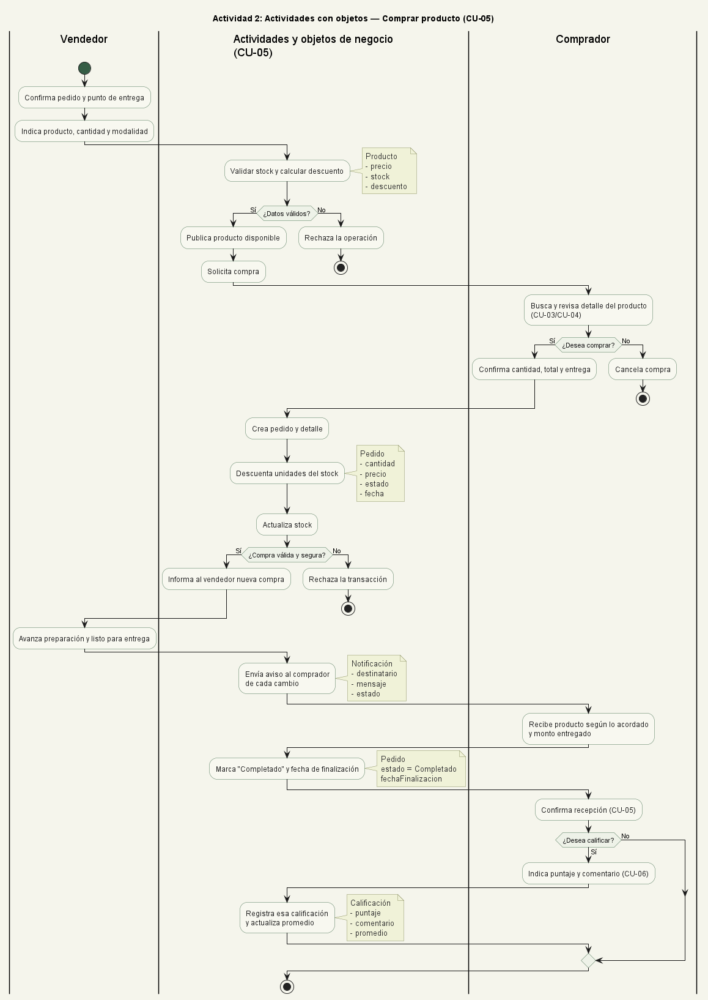 Actividad 2: Actividades con objetos — Comprar producto (CU-05)
Vendedor
Actividades y objetos de negocio
(CU-05)
Comprador
Confirma pedido y punto de entrega
Indica producto, cantidad y modalidad
Validar stock y calcular descuento
Producto
- precio
- stock
- descuento
¿Datos válidos?
Sí
No
Publica producto disponible
Rechaza la operación
Solicita compra
Busca y revisa detalle del producto
(CU-03/CU-04)
¿Desea comprar?
Sí
No
Confirma cantidad, total y entrega
Cancela compra
Crea pedido y detalle
Descuenta unidades del stock
Pedido
- cantidad
- precio
- estado
- fecha
Actualiza stock
¿Compra válida y segura?
Sí
No
Informa al vendedor nueva compra
Rechaza la transacción
Avanza preparación y listo para entrega
Envía aviso al comprador
de cada cambio
Notificación
- destinatario
- mensaje
- estado
Recibe producto según lo acordado
y monto entregado
Marca "Completado" y fecha de finalización
Pedido
estado = Completado
fechaFinalizacion
Confirma recepción (CU-05)
¿Desea calificar?
No
Sí
Indica puntaje y comentario (CU-06)
Registra esa calificación
y actualiza promedio
Calificación
- puntaje
- comentario
- promedio